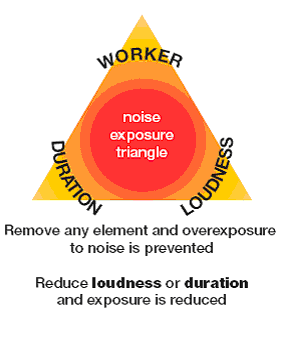 WORKER
noise
exposure
triangle
DURATION
LOUDNESS
Remove any element and overexposure
to noise is prevented
Reduce loudness or duration
and exposure is reduced